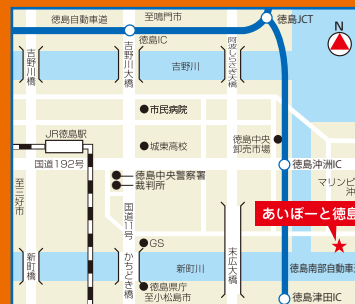 徳島自動車道
至鳴門市
徳島JCT
N
徳島IC
吉野川大橋
吉野川大橋
阿波しらさぎ大橋
吉野川
市民病院
JR徳島駅
城東高校
徳島中央
卸売市場
国道192号
徳島沖洲IC
徳島中央警察署
裁判所
至三好市
マリンピ
沖
国道11号
あいぽーと徳島
GS
新町橋
かちどき橋
新町川
末広大橋
徳島南部自動車道
徳島県庁
至小松島市
徳島津田IC